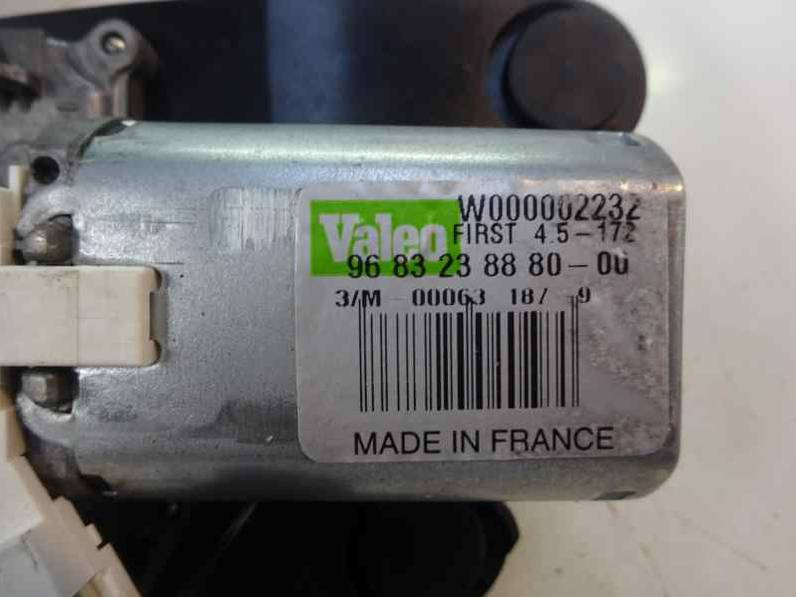 Valeo
W000002232
FIRST 4.5-172
96 83 23 88 80-00
3/M-00063 187 9
MADE IN FRANCE